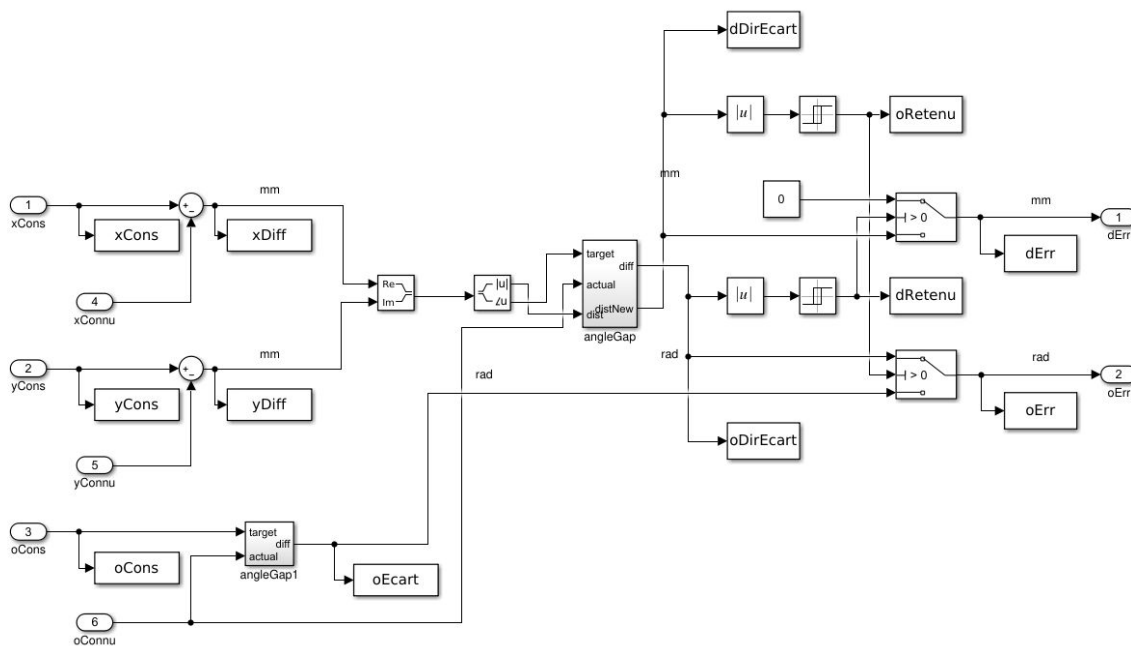 dDirEcart
|u|
oRetenu
mm
0
mm
1
xCons
+
−
xCons
xDiff
> 0
1
dErr
dErr
4
xConnu
Re
Im
|u|
∠u
target
actual
dist
diff
distNew
angleGap
|u|
dRetenu
mm
2
yCons
+
−
yCons
yDiff
rad
rad
> 0
rad
2
oErr
oErr
oDirEcart
5
yConnu
3
oCons
target
actual
diff
angleGap1
oCons
oEcart
6
oConnu